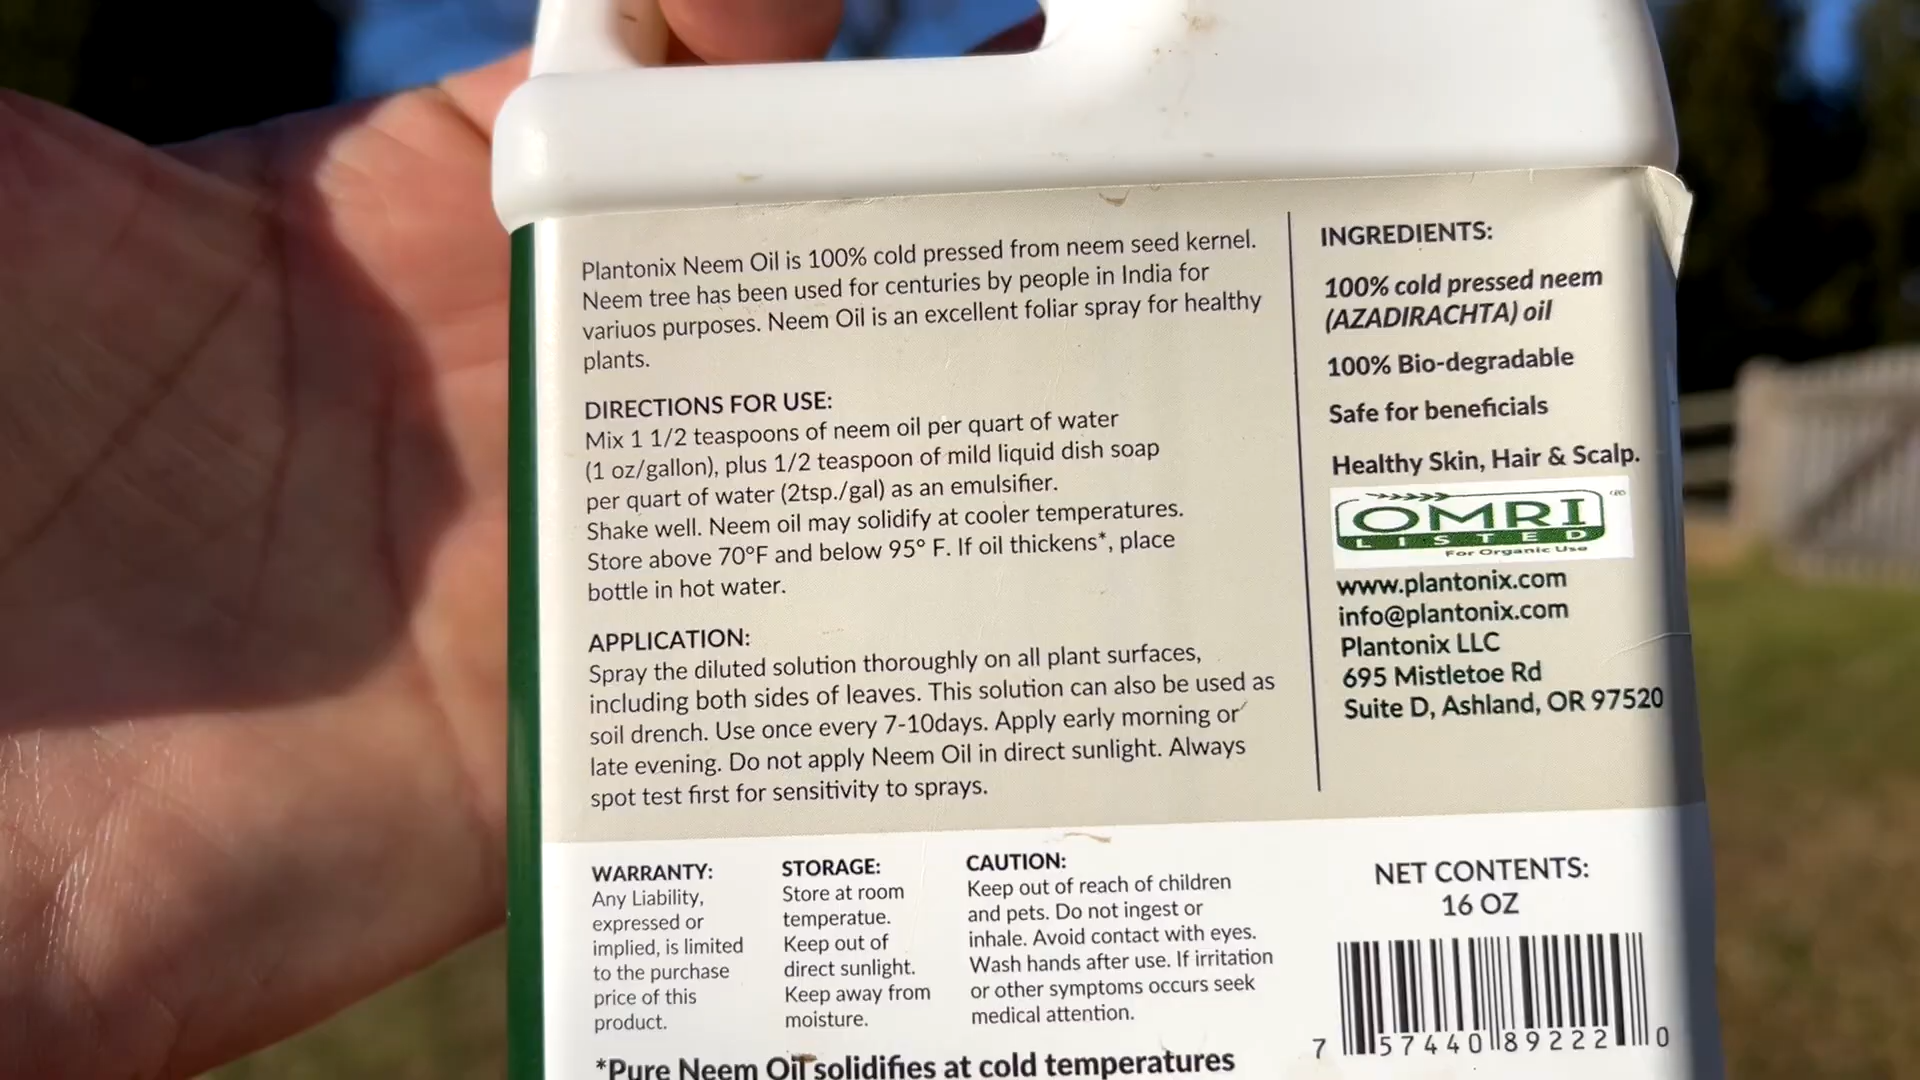 Plantonix Neem Oil is 100% cold pressed from neem seed kernel.
Neem tree has been used for centuries by people in India for
variuos purposes. Neem Oil is an excellent foliar spray for healthy
plants.
DIRECTIONS FOR USE:
Mix 1 1/2 teaspoons of neem oil per quart of water
(1 oz/gallon), plus 1/2 teaspoon of mild liquid dish soap
per quart of water (2tsp./gal) as an emulsifier.
Shake well. Neem oil may solidify at cooler temperatures.
Store above 70°F and below 95° F. If oil thickens*, place
bottle in hot water.
APPLICATION:
Spray the diluted solution thoroughly on all plant surfaces,
including both sides of leaves. This solution can also be used as
soil drench. Use once every 7-10days. Apply early morning or
late evening. Do not apply Neem Oil in direct sunlight. Always
spot test first for sensitivity to sprays.
INGREDIENTS:
100% cold pressed neem
(AZADIRACHTA) oil
100% Bio-degradable
Safe for beneficials
Healthy Skin, Hair & Scalp.
OMRI
LISTED
For Organic Use
www.plantonix.com
info@plantonix.com
Plantonix LLC
695 Mistletoe Rd
Suite D, Ashland, OR 97520
WARRANTY:
Any Liability,
expressed or
implied, is limited
to the purchase
price of this
product.
STORAGE:
Store at room
temperatue.
Keep out of
direct sunlight.
Keep away from
moisture.
CAUTION:
Keep out of reach of children
and pets. Do not ingest or
inhale. Avoid contact with eyes.
Wash hands after use. If irritation
or other symptoms occurs seek
medical attention.
NET CONTENTS:
16 OZ
7 57440 89222 0
*Pure Neem Oil solidifies at cold temperatures